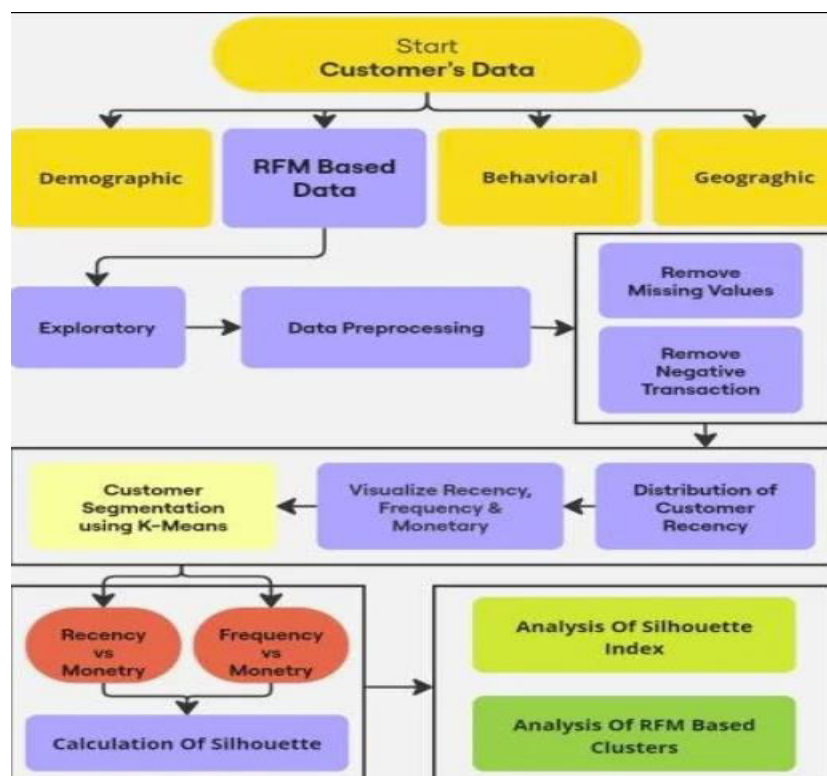 Start
Customer's Data
Demographic
RFM Based
Data
Behavioral
Geograghic
Remove
Missing Values
Exploratory
Data Preprocessing
Remove
Negative
Transaction
Customer
Segmentation
using K-Means
Visualize Recency,
Frequency &
Monetary
Distribution of
Customer
Recency
Recency
vs
Monetry
Frequency
vs
Monetry
Analysis Of Silhouette
Index
Calculation Of Silhouette
Analysis Of RFM Based
Clusters